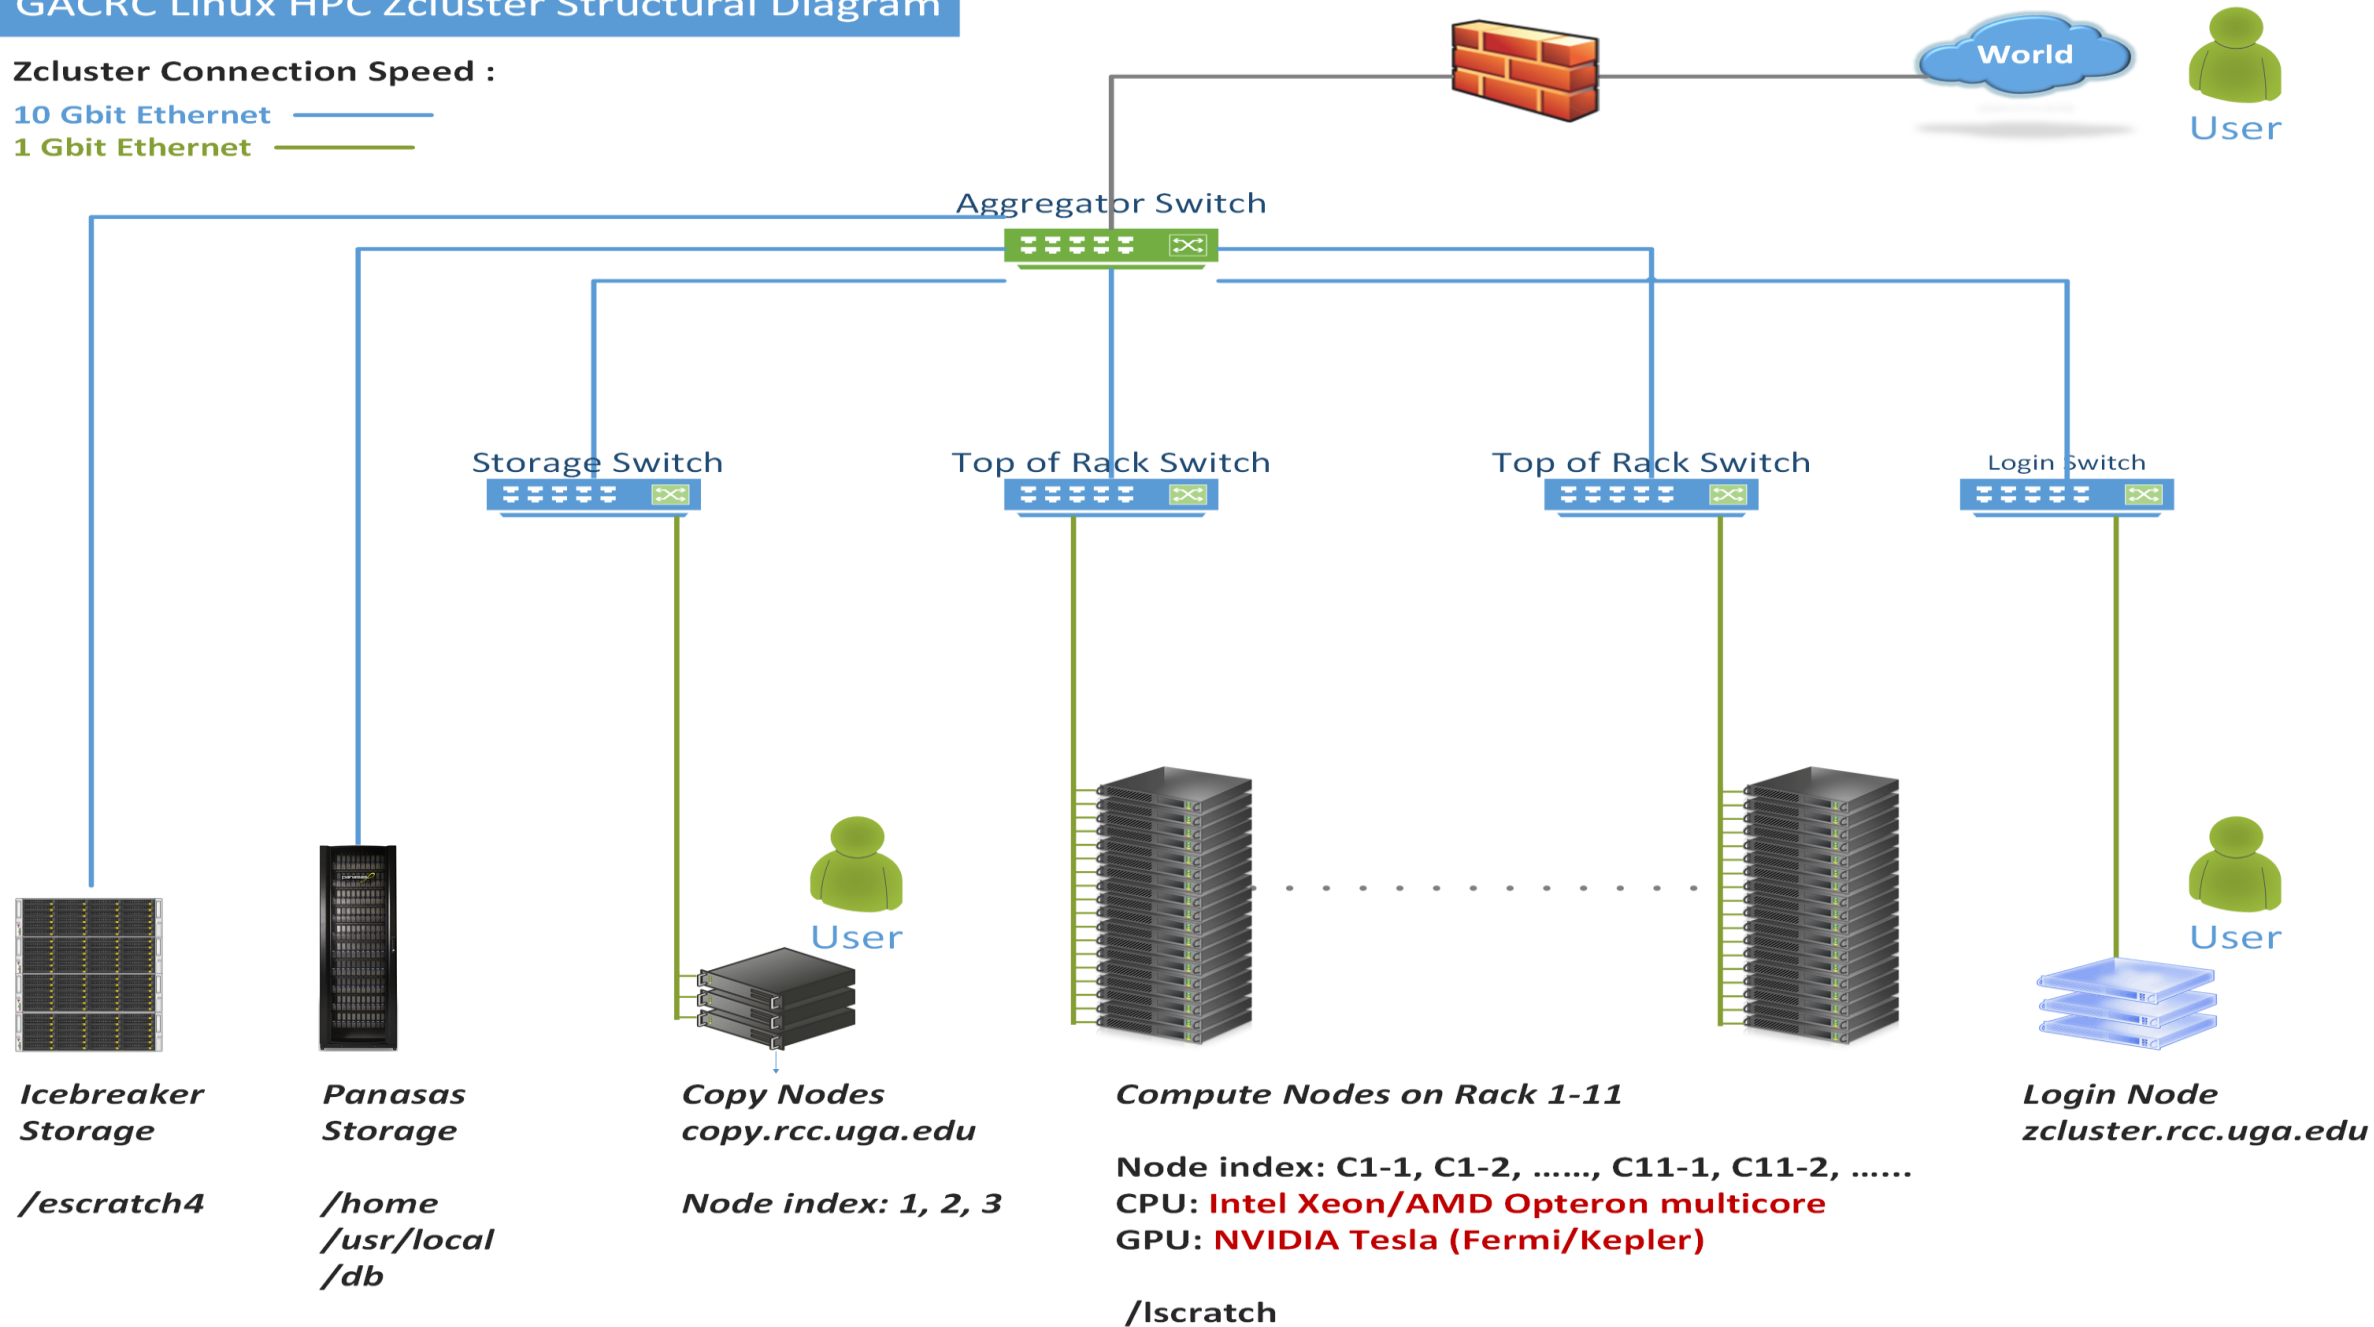 GACRC Linux HPC Zcluster Structural Diagram
Zcluster Connection Speed :
10 Gbit Ethernet
1 Gbit Ethernet
World
User
Aggregator Switch
Storage Switch
Top of Rack Switch
Top of Rack Switch
Login Switch
panasas
User
User
Icebreaker
Storage
/escratch4
Panasas
Storage
/home
/usr/local
/db
Copy Nodes
copy.rcc.uga.edu
Node index: 1, 2, 3
Compute Nodes on Rack 1-11
Node index: C1-1, C1-2, ……, C11-1, C11-2, ……
CPU: Intel Xeon/AMD Opteron multicore
GPU: NVIDIA Tesla (Fermi/Kepler)
/lscratch
Login Node
zcluster.rcc.uga.edu